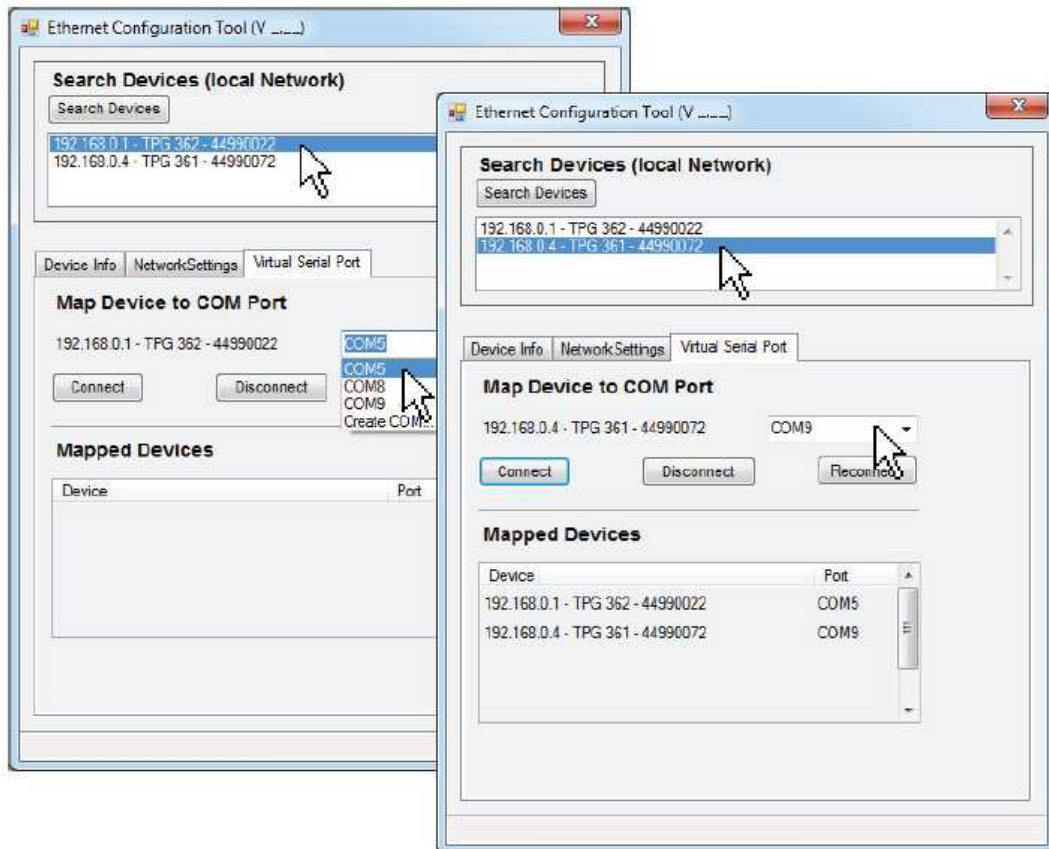 Ethernet Configuration Tool (V _.__)
Search Devices (local Network)
Search Devices
192.168.0.1 - TPG 362 - 44990022
192.168.0.4 - TPG 361 - 44990072
Device Info NetworkSettings Virtual Serial Port
Map Device to COM Port
192.168.0.1 - TPG 362 - 44990022 COM5
COM5
COM8
COM9
Create COM...
Connect Disconnect
Mapped Devices
Device Port
Ethernet Configuration Tool (V _.__)
Search Devices (local Network)
Search Devices
192.168.0.1 - TPG 362 - 44990022
192.168.0.4 - TPG 361 - 44990072
Device Info NetworkSettings Virtual Serial Port
Map Device to COM Port
192.168.0.4 - TPG 361 - 44990072 COM9
Connect Disconnect Reconnect
Mapped Devices
Device Port
192.168.0.1 - TPG 362 - 44990022 COM5
192.168.0.4 - TPG 361 - 44990072 COM9